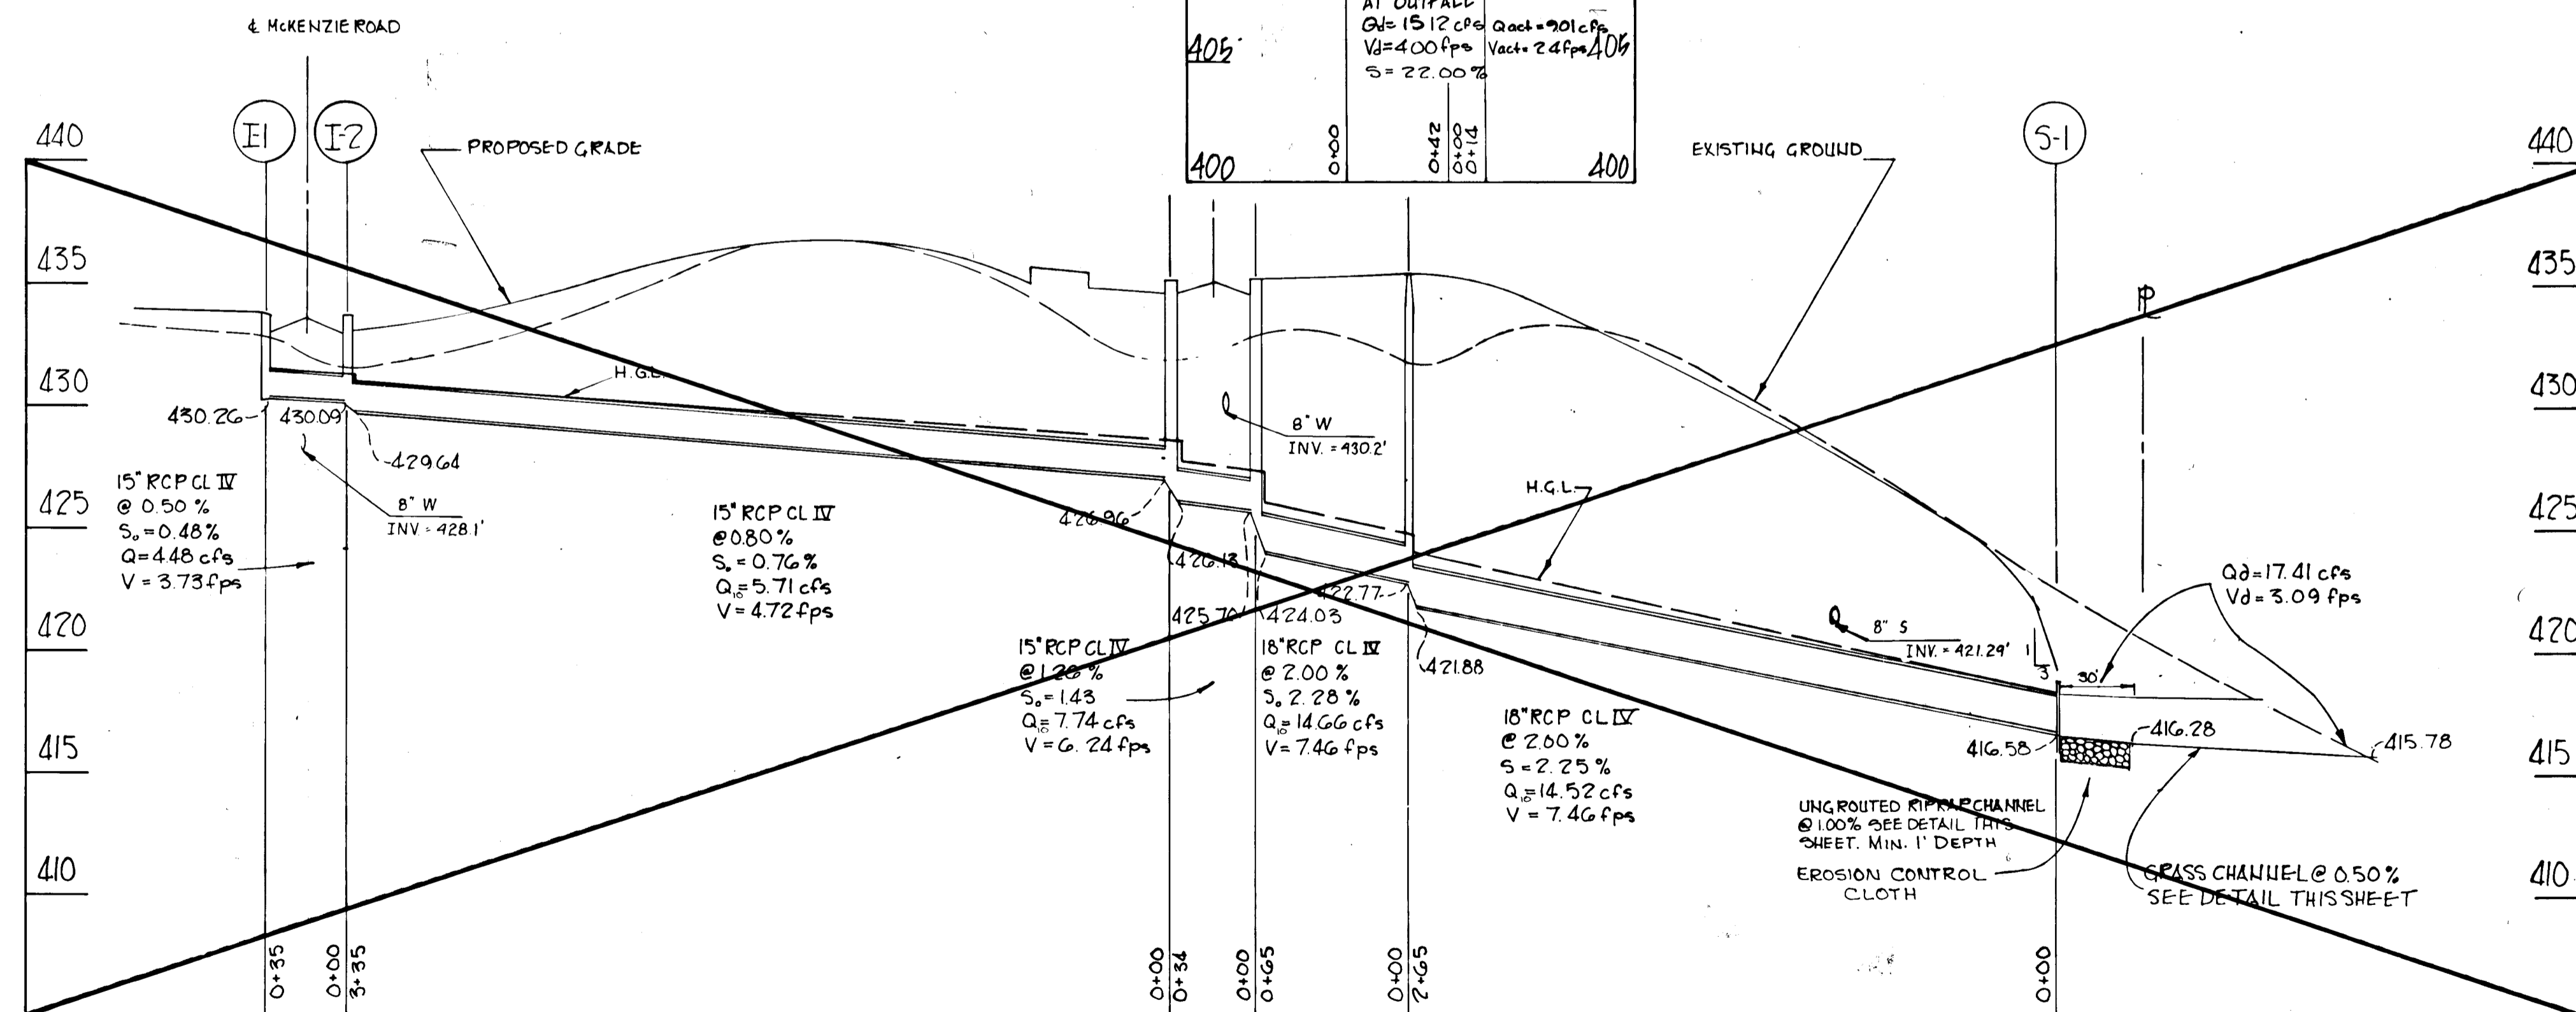 ℄ McKENZIE ROAD
AT OUTFALL
Qd= 15 12 cfs Qact = 9.01 cfs
Vd= 4.00 fps Vact= 2.4 fps
S= 22.00 %
405 405
0+00 0+42 0+00 0+14
400 400
I-1 I-2 S-1
440 440
PROPOSED GRADE
EXISTING GROUND
435 435
℄
430 430
H.G.L.
430.26 430.09
429.64
8" W
INV. = 428.1'
15" RCP CL IV
@ 0.50 %
So = 0.48%
Q= 4.48 cfs
V = 3.73 fps
15" RCP CL IV
@ 0.80 %
So = 0.76 %
Q10= 5.71 cfs
V = 4.72 fps
8" W
INV. = 430.2'
H.G.L.
425 425
426.96
426.13
425.70 424.03
422.77
421.88
15" RCP CL IV
@ 1.28 %
So = 1.43
Q10= 7.74 cfs
V = 6.24 fps
18" RCP CL IV
@ 2.00 %
So 2.28 %
Q10= 14.66 cfs
V = 7.46 fps
18" RCP CL IV
@ 2.00 %
S = 2.25 %
Q10= 14.52 cfs
V = 7.46 fps
420 420
8" S
INV. = 421.29'
1
3
30'
Qd= 17.41 cfs
Vd= 3.09 fps
415 415
416.58
416.28
415.78
UNGROUTED RIPRAP CHANNEL
@ 1.00% SEE DETAIL THIS
SHEET. MIN. 1' DEPTH
EROSION CONTROL
CLOTH
GRASS CHANNEL @ 0.50%
SEE DETAIL THIS SHEET
410 410
0+35 0+00 3+35 0+00 0+34 0+00 0+65 0+00 2+65 0+00